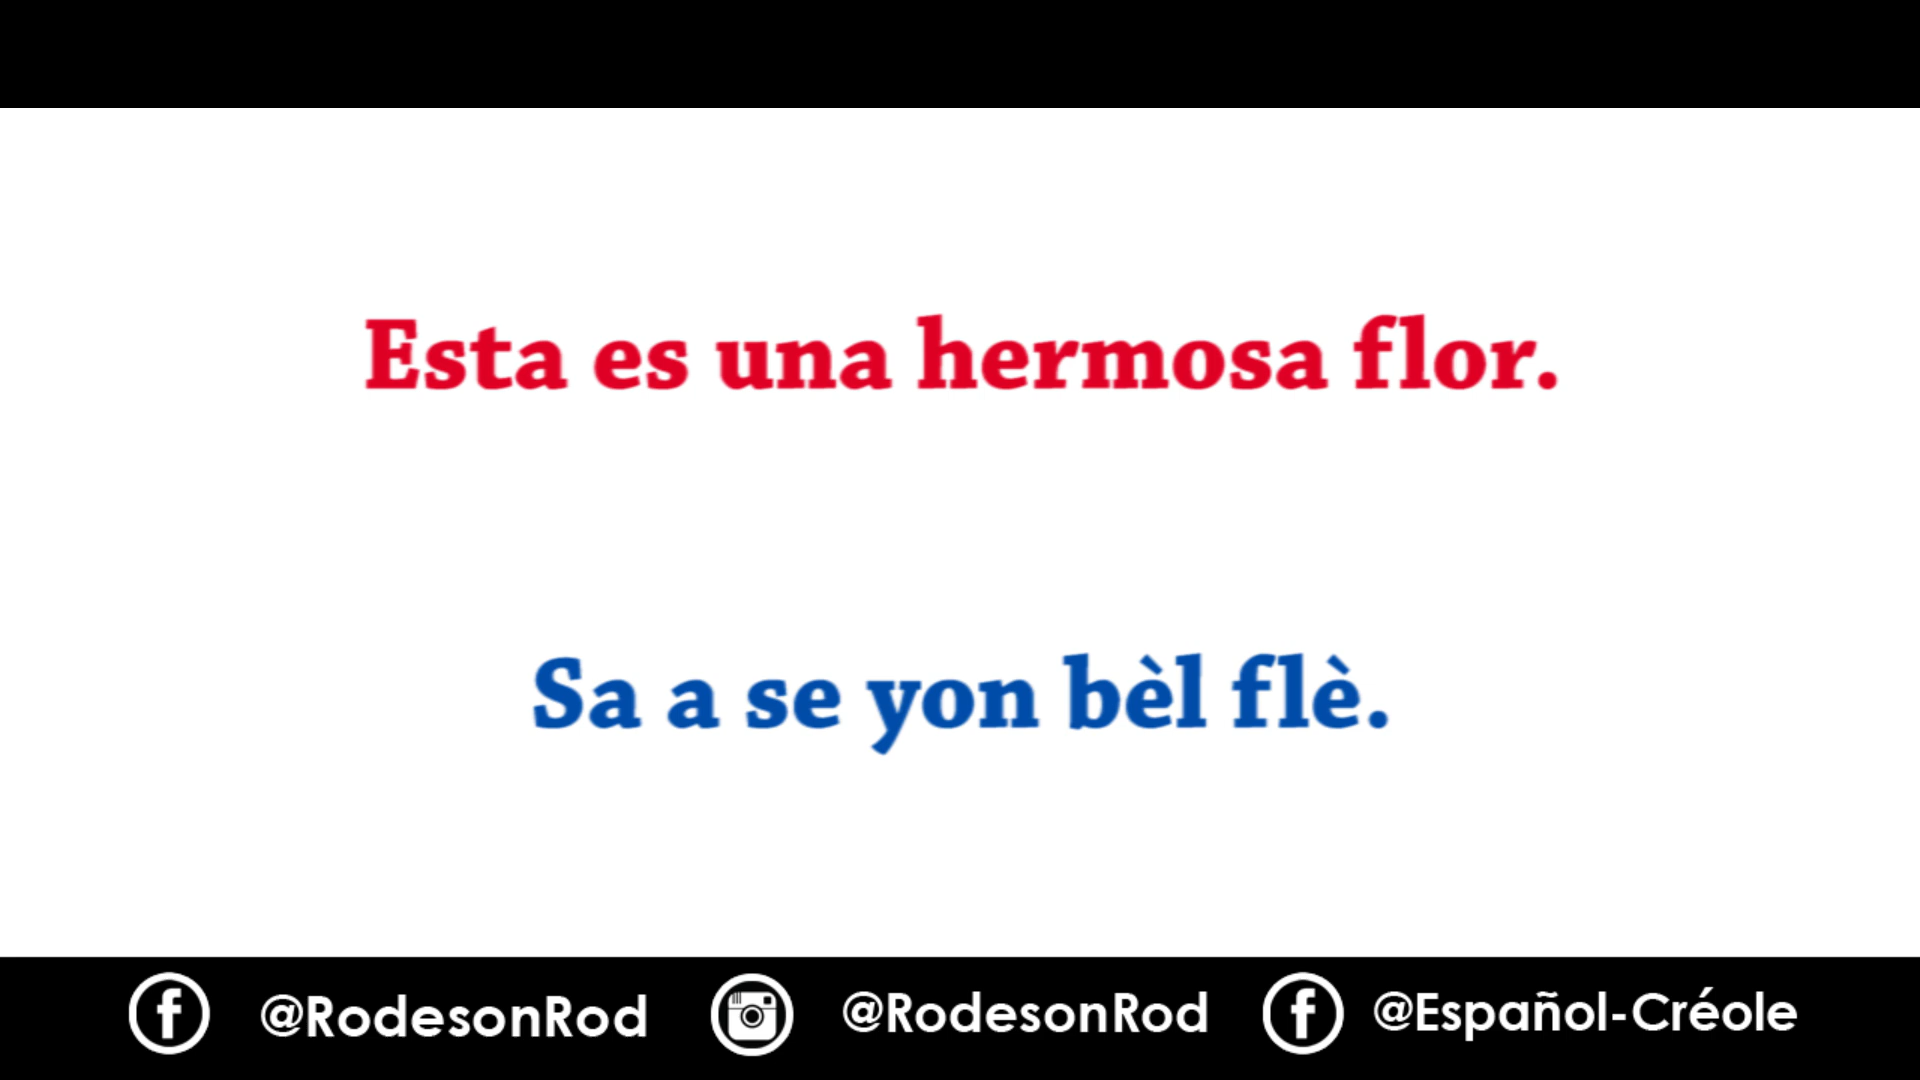 Esta es una hermosa flor.
Sa a se yon bèl flè.
@RodesonRod @RodesonRod @Español-Créole